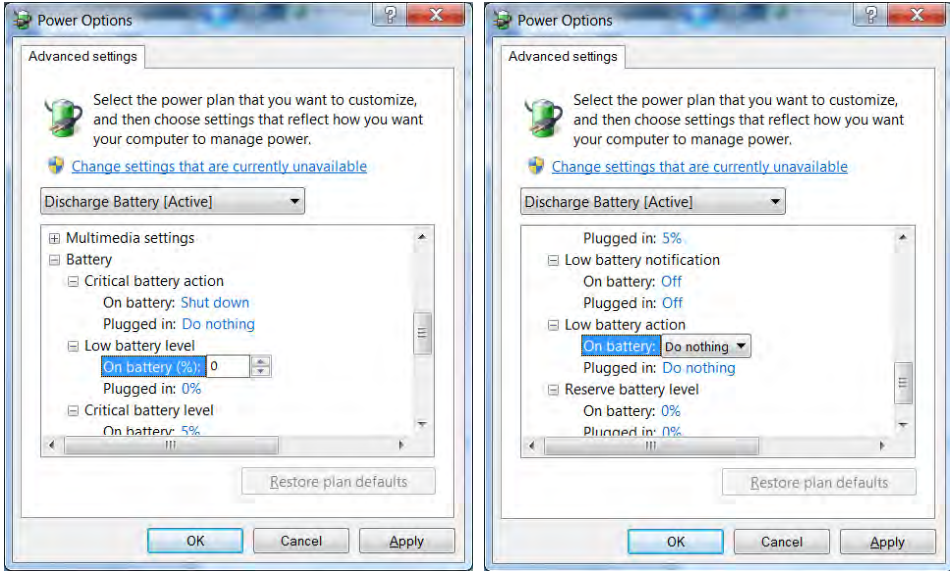 Power Options
Advanced settings
Select the power plan that you want to customize,
and then choose settings that reflect how you want
your computer to manage power.
Change settings that are currently unavailable
Discharge Battery [Active]
Multimedia settings
Battery
Critical battery action
On battery: Shut down
Plugged in: Do nothing
Low battery level
On battery (%): 0
Plugged in: 0%
Critical battery level
On battery: 5%
Restore plan defaults
OK Cancel Apply
Power Options
Advanced settings
Select the power plan that you want to customize,
and then choose settings that reflect how you want
your computer to manage power.
Change settings that are currently unavailable
Discharge Battery [Active]
Plugged in: 5%
Low battery notification
On battery: Off
Plugged in: Off
Low battery action
On battery: Do nothing
Plugged in: Do nothing
Reserve battery level
On battery: 0%
Plugged in: 0%
Restore plan defaults
OK Cancel Apply